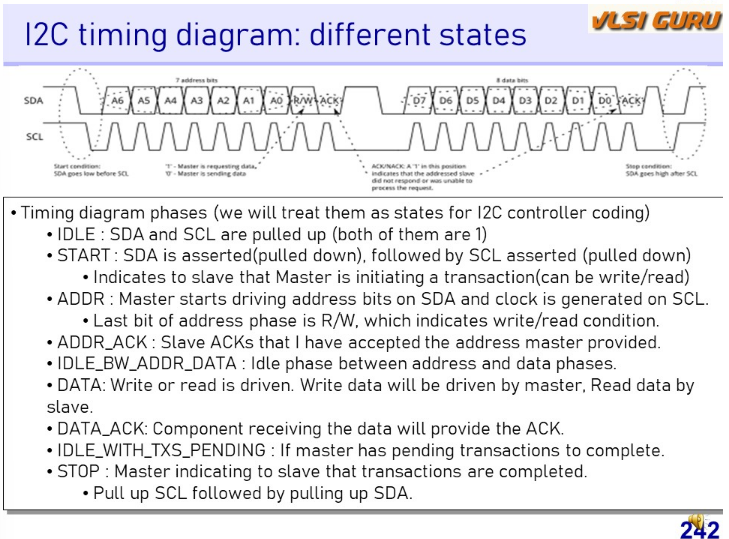 I2C timing diagram: different states
VLSI GURU
7 address bits
8 data bits
SDA
A6 A5 A4 A3 A2 A1 A0 R/W ACK
D7 D6 D5 D4 D3 D2 D1 D0 ACK
SCL
Start condition:
SDA goes low before SCL
'1' - Master is requesting data,
'0' - Master is sending data
ACK/NACK: A '1' in this position
indicates that the addressed slave
did not respond or was unable to
process the request.
Stop condition:
SDA goes high after SCL
• Timing diagram phases (we will treat them as states for I2C controller coding)
• IDLE : SDA and SCL are pulled up (both of them are 1)
• START : SDA is asserted(pulled down), followed by SCL asserted (pulled down)
• Indicates to slave that Master is initiating a transaction(can be write/read)
• ADDR : Master starts driving address bits on SDA and clock is generated on SCL.
• Last bit of address phase is R/W, which indicates write/read condition.
• ADDR_ACK : Slave ACKs that I have accepted the address master provided.
• IDLE_BW_ADDR_DATA : Idle phase between address and data phases.
• DATA: Write or read is driven. Write data will be driven by master, Read data by
slave.
• DATA_ACK: Component receiving the data will provide the ACK.
• IDLE_WITH_TXS_PENDING : If master has pending transactions to complete.
• STOP : Master indicating to slave that transactions are completed.
• Pull up SCL followed by pulling up SDA.
242